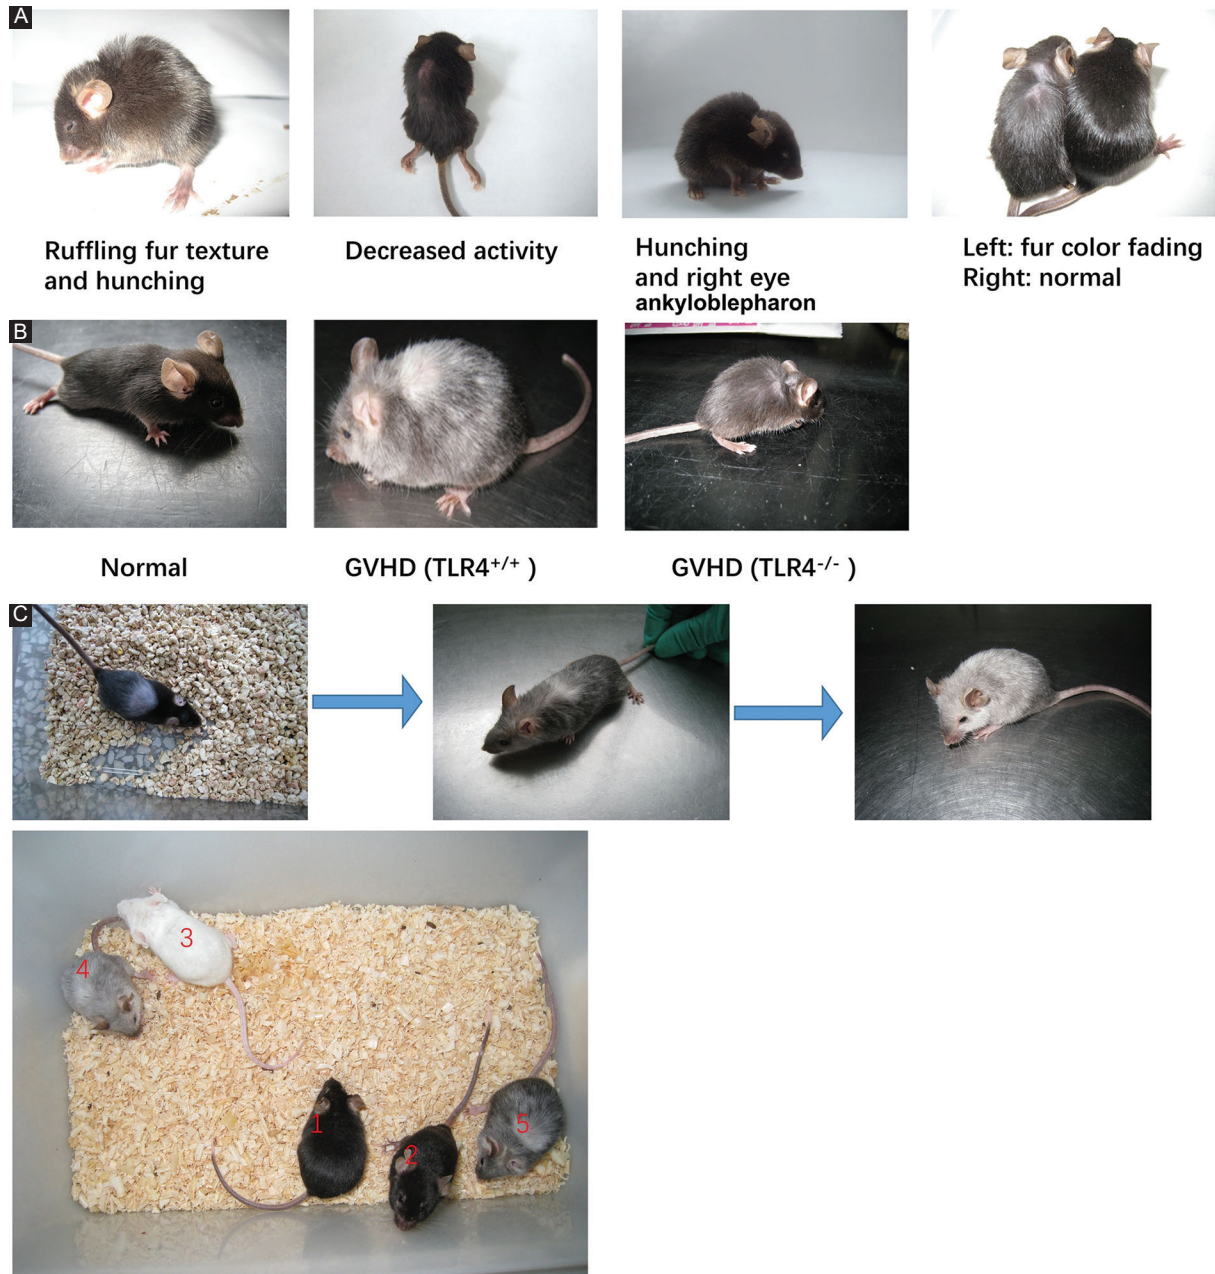 A
Ruffling fur texture
and hunching
Decreased activity
Hunching
and right eye
ankyloblepharon
Left: fur color fading
Right: normal
B
Normal
GVHD (TLR4+/+ )
GVHD (TLR4-/- )
C
3
4
1
2
5